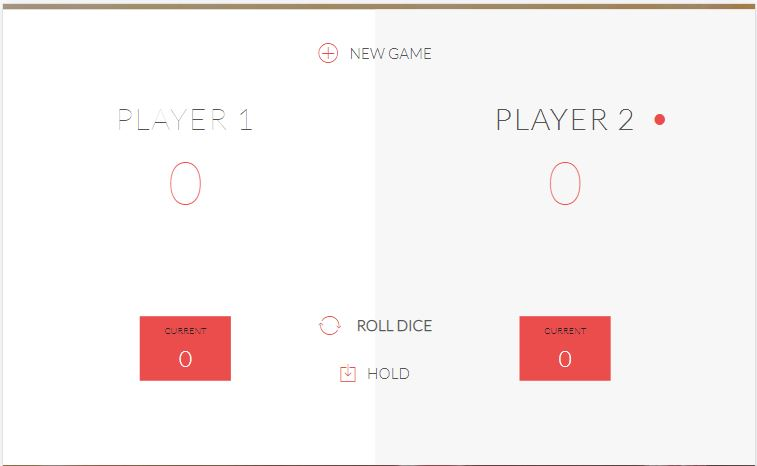 NEW GAME
PLAYER 1
PLAYER 2
0
0
ROLL DICE
CURRENT
0
CURRENT
0
HOLD